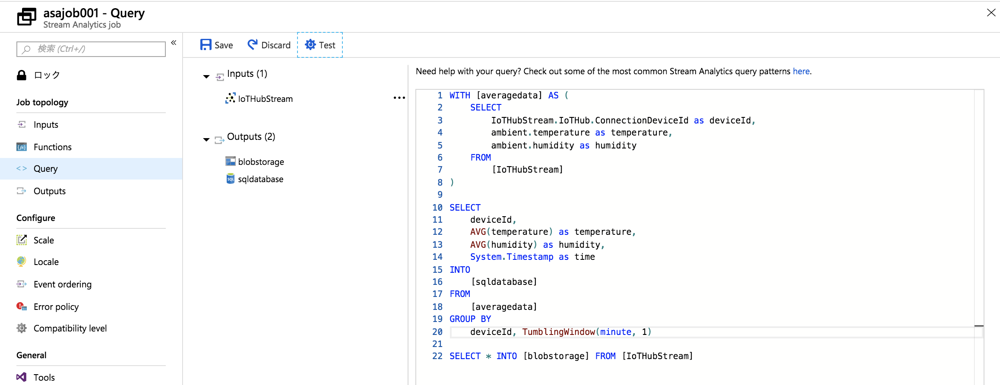 asajob001 - Query
Stream Analytics job
検索 (Ctrl+/)
«
ロック
Job topology
Inputs
Functions
Query
Outputs
Configure
Scale
Locale
Event ordering
Error policy
Compatibility level
General
Tools
Save
Discard
Test
Inputs (1)
IoTHubStream
...
Outputs (2)
blobstorage
SQL
sqldatabase
Need help with your query? Check out some of the most common Stream Analytics query patterns here.
1 WITH [averagedata] AS (
2     SELECT
3         IoTHubStream.IoTHub.ConnectionDeviceId as deviceId,
4         ambient.temperature as temperature,
5         ambient.humidity as humidity
6     FROM
7         [IoTHubStream]
8 )
9
10 SELECT
11     deviceId,
12     AVG(temperature) as temperature,
13     AVG(humidity) as humidity,
14     System.Timestamp as time
15 INTO
16     [sqldatabase]
17 FROM
18     [averagedata]
19 GROUP BY
20     deviceId, TumblingWindow(minute, 1)
21
22 SELECT * INTO [blobstorage] FROM [IoTHubStream]